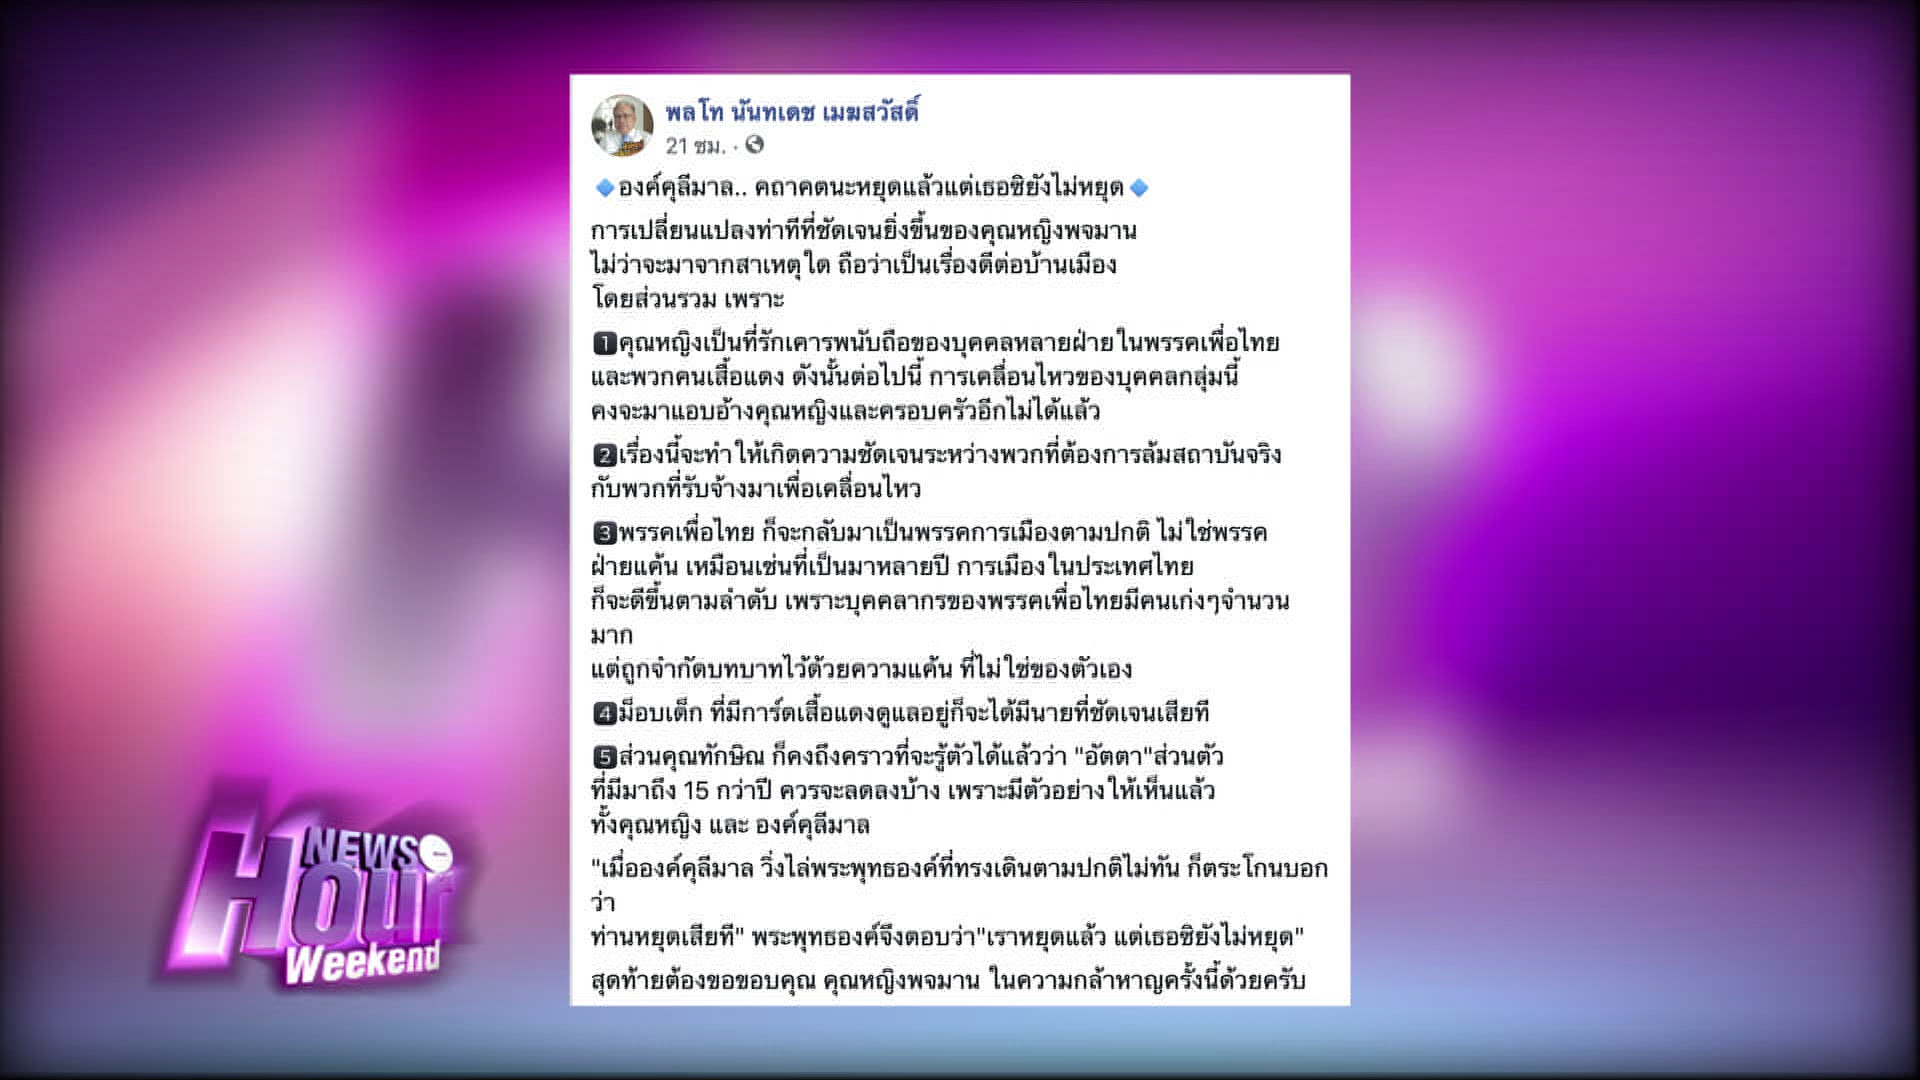 พลโท นันทเดช เมฆสวัสดิ์
21 ชม. ·
🔷องค์คุลีมาล.. คถาคตนะหยุดแล้วแต่เธอซิยังไม่หยุด🔷
การเปลี่ยนแปลงท่าทีที่ชัดเจนยิ่งขึ้นของคุณหญิงพจมาน
ไม่ว่าจะมาจากสาเหตุใด ถือว่าเป็นเรื่องดีต่อบ้านเมือง
โดยส่วนรวม เพราะ
1คุณหญิงเป็นที่รักเคารพนับถือของบุคคลหลายฝ่ายในพรรคเพื่อไทย
และพวกคนเสื้อแดง ดังนั้นต่อไปนี้ การเคลื่อนไหวของบุคคลกลุ่มนี้
คงจะมาแอบอ้างคุณหญิงและครอบครัวอีกไม่ได้แล้ว
2เรื่องนี้จะทำให้เกิดความชัดเจนระหว่างพวกที่ต้องการล้มสถาบันจริง
กับพวกที่รับจ้างมาเพื่อเคลื่อนไหว
3พรรคเพื่อไทย ก็จะกลับมาเป็นพรรคการเมืองตามปกติ ไม่ใช่พรรค
ฝ่ายแค้น เหมือนเช่นที่เป็นมาหลายปี การเมืองในประเทศไทย
ก็จะดีขึ้นตามลำดับ เพราะบุคคลากรของพรรคเพื่อไทยมีคนเก่งๆจำนวน
มาก
แต่ถูกจำกัดบทบาทไว้ด้วยความแค้น ที่ไม่ใช่ของตัวเอง
4ม็อบเด็ก ที่มีการ์ดเสื้อแดงดูแลอยู่ก็จะได้มีนายที่ชัดเจนเสียที
5ส่วนคุณทักษิณ ก็คงถึงคราวที่จะรู้ตัวได้แล้วว่า "อัตตา"ส่วนตัว
ที่มีมาถึง 15 กว่าปี ควรจะลดลงบ้าง เพราะมีตัวอย่างให้เห็นแล้ว
ทั้งคุณหญิง และ องค์คุลีมาล
"เมื่อองค์คุลีมาล วิ่งไล่พระพุทธองค์ที่ทรงเดินตามปกติไม่ทัน ก็ตระโกนบอก
ว่า
ท่านหยุดเสียที" พระพุทธองค์จึงตอบว่า"เราหยุดแล้ว แต่เธอซิยังไม่หยุด"
สุดท้ายต้องขอขอบคุณ คุณหญิงพจมาน ในความกล้าหาญครั้งนี้ด้วยครับ
NEWS
HOUR
Weekend